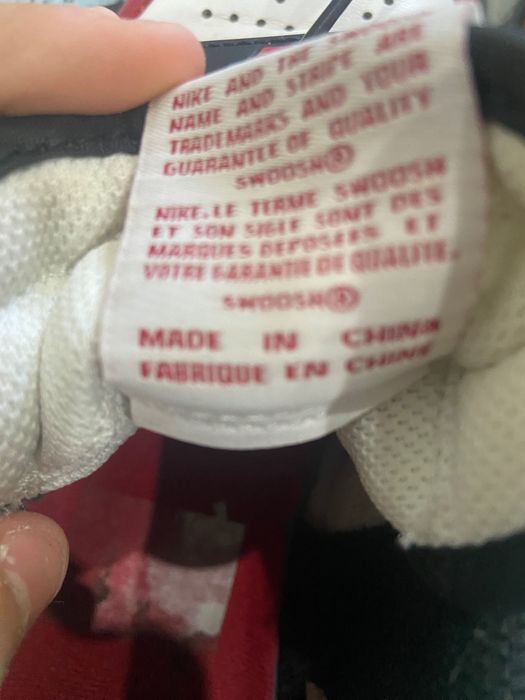 NIKE AND THE SWOOSH
NAME AND STRIPE ARE
TRADEMARKS AND YOUR
GUARANTEE OF QUALITY
SWOOSH®
NIKE.LE TERME SWOOSH
ET SON SIGLE SONT DES
MARQUES DEPOSEES ET
VOTRE GARANTIE DE QUALITE.
SWOOSH®
MADE IN CHINA
FABRIQUE EN CHINE